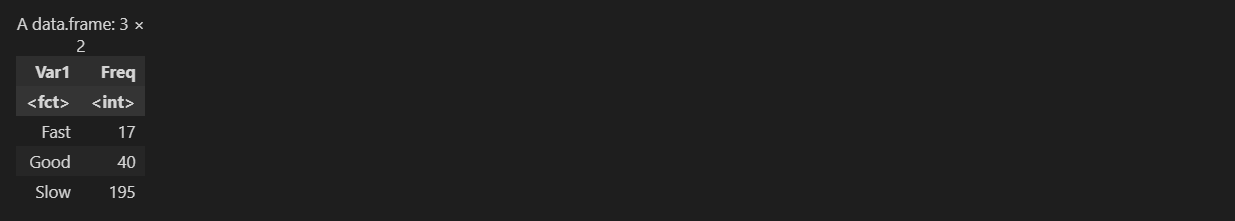 A data.frame: 3 ×
2
Var1 Freq
<fct> <int>
Fast 17
Good 40
Slow 195